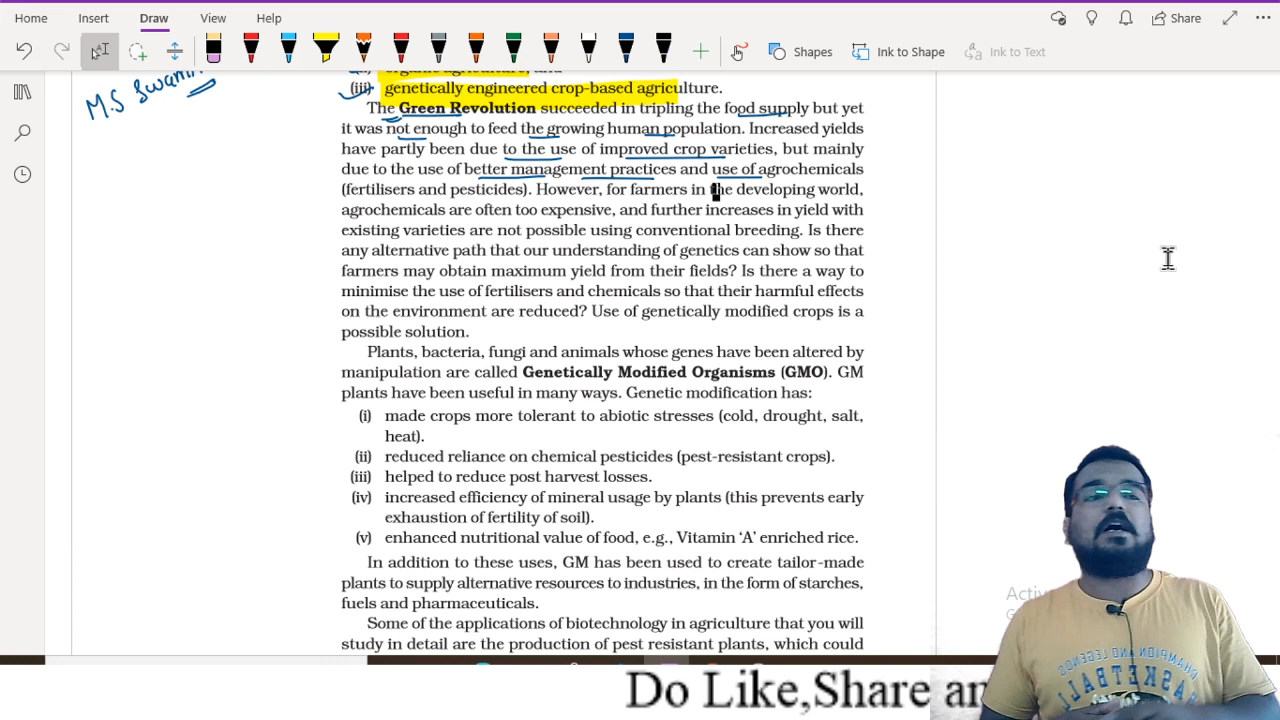 Home Insert Draw View Help Share
Shapes Ink to Shape Ink to Text
M.S
organic agriculture, and
(iii) genetically engineered crop-based agriculture.
The Green Revolution succeeded in tripling the food supply but yet
it was not enough to feed the growing human population. Increased yields
have partly been due to the use of improved crop varieties, but mainly
due to the use of better management practices and use of agrochemicals
(fertilisers and pesticides). However, for farmers in the developing world,
agrochemicals are often too expensive, and further increases in yield with
existing varieties are not possible using conventional breeding. Is there
any alternative path that our understanding of genetics can show so that
farmers may obtain maximum yield from their fields? Is there a way to
minimise the use of fertilisers and chemicals so that their harmful effects
on the environment are reduced? Use of genetically modified crops is a
possible solution.
Plants, bacteria, fungi and animals whose genes have been altered by
manipulation are called Genetically Modified Organisms (GMO). GM
plants have been useful in many ways. Genetic modification has:
(i) made crops more tolerant to abiotic stresses (cold, drought, salt,
heat).
(ii) reduced reliance on chemical pesticides (pest-resistant crops).
(iii) helped to reduce post harvest losses.
(iv) increased efficiency of mineral usage by plants (this prevents early
exhaustion of fertility of soil).
(v) enhanced nutritional value of food, e.g., Vitamin 'A' enriched rice.
In addition to these uses, GM has been used to create tailor-made
plants to supply alternative resources to industries, in the form of starches,
fuels and pharmaceuticals.
Some of the applications of biotechnology in agriculture that you will
study in detail are the production of pest resistant plants, which could
Do Like,Share